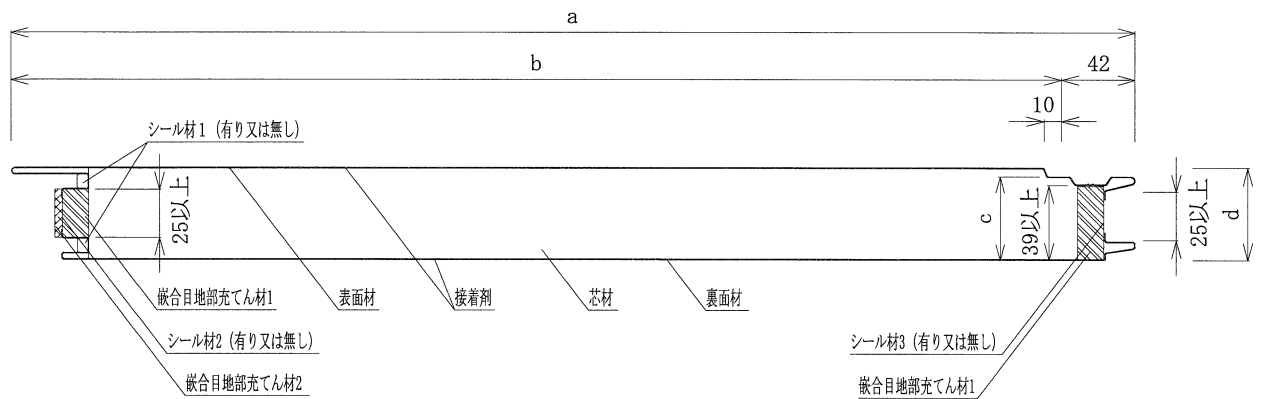 a
b
42
10
シール材1 (有り又は無し)
25以上
c
39以上
25以上
d
嵌合目地部充てん材1
表面材
接着剤
芯材
裏面材
シール材2 (有り又は無し)
シール材3 (有り又は無し)
嵌合目地部充てん材2
嵌合目地部充てん材1